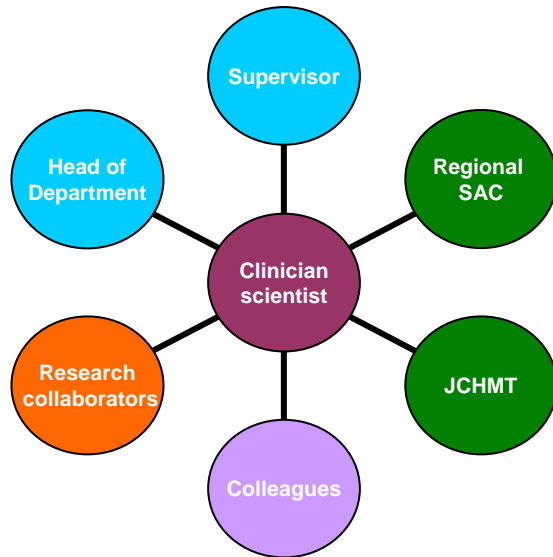 Supervisor
Head of
Department
Regional
SAC
Clinician
scientist
Research
collaborators
JCHMT
Colleagues